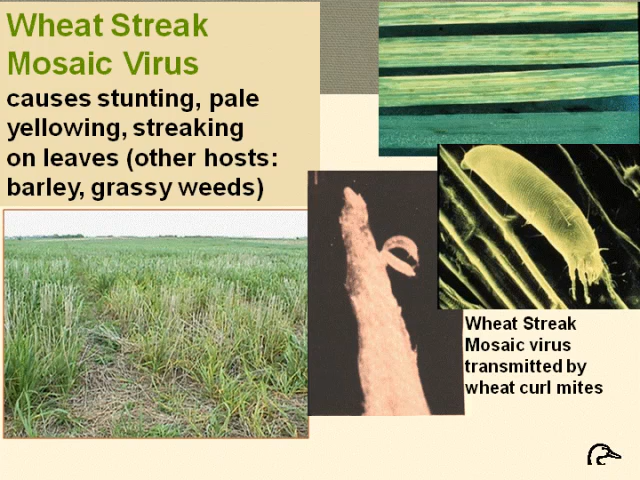 Wheat Streak
Mosaic Virus
causes stunting, pale
yellowing, streaking
on leaves (other hosts:
barley, grassy weeds)
Wheat Streak
Mosaic virus
transmitted by
wheat curl mites